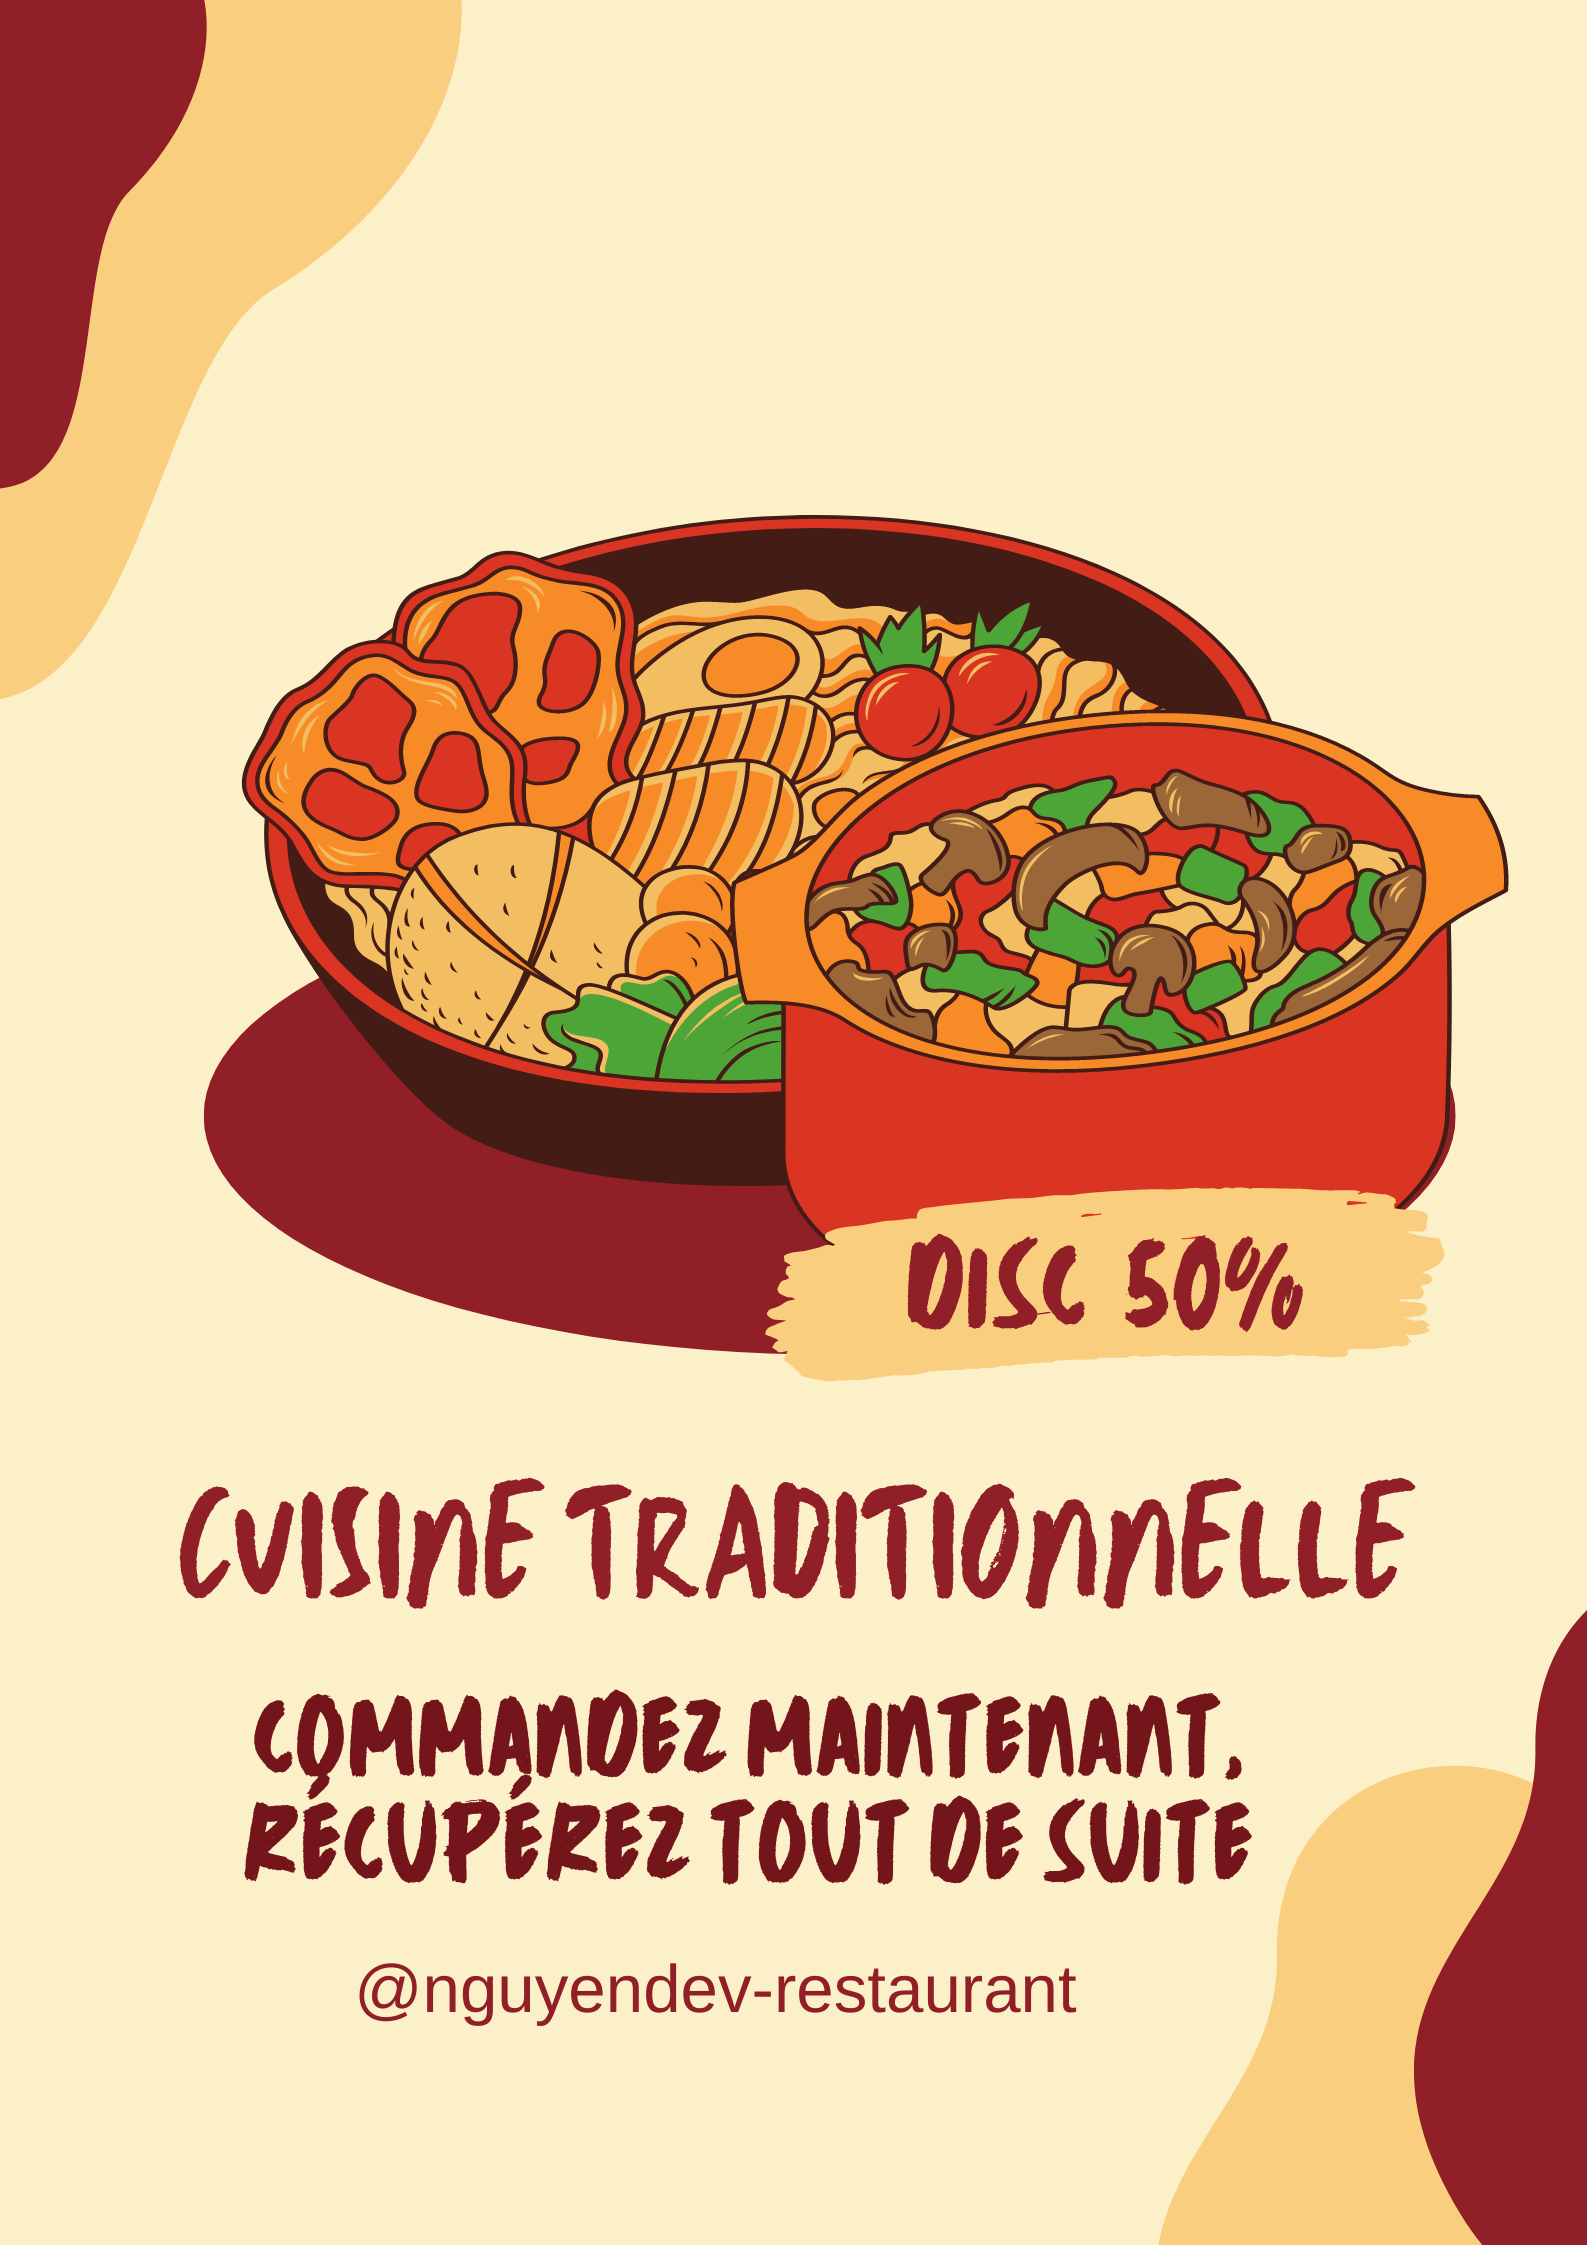 DISC 50%
CUISINE TRADITIONNELLE
COMMANDEZ MAINTENANT,
RÉCUPÉREZ TOUT DE SUITE
@nguyendev-restaurant